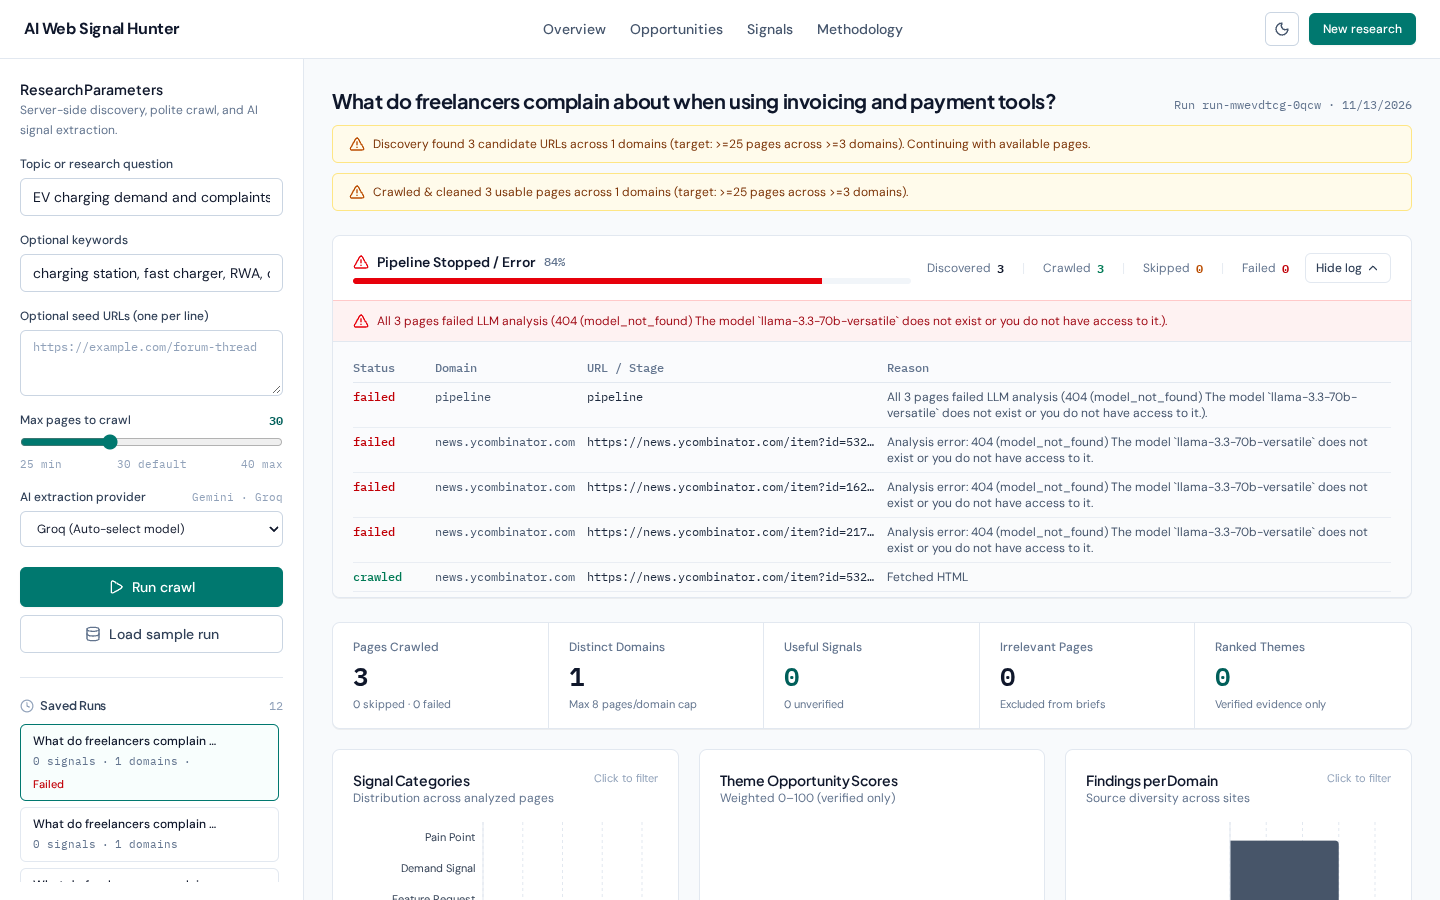 AI Web Signal Hunter
Overview
Opportunities
Signals
Methodology
New research
Research Parameters
Server-side discovery, polite crawl, and AI
signal extraction.
Topic or research question
EV charging demand and complaints
Optional keywords
charging station, fast charger, RWA,
Optional seed URLs (one per line)
https://example.com/forum-thread
Max pages to crawl
30
25 min
30 default
40 max
AI extraction provider
Gemini · Groq
Groq (Auto-select model)
Run crawl
Load sample run
Saved Runs
12
What do freelancers complain …
0 signals · 1 domains ·
Failed
What do freelancers complain …
0 signals · 1 domains
What do freelancers complain about when using invoicing and payment tools?
Run run-mwevdtcg-0qcw · 11/13/2026
Discovery found 3 candidate URLs across 1 domains (target: >=25 pages across >=3 domains). Continuing with available pages.
Crawled & cleaned 3 usable pages across 1 domains (target: >=25 pages across >=3 domains).
Pipeline Stopped / Error 84%
Discovered 3
Crawled 3
Skipped 0
Failed 0
Hide log
All 3 pages failed LLM analysis (404 (model_not_found) The model `llama-3.3-70b-versatile` does not exist or you do not have access to it.).
Status
Domain
URL / Stage
Reason
failed
pipeline
pipeline
All 3 pages failed LLM analysis (404 (model_not_found) The model `llama-3.3-70b-
versatile` does not exist or you do not have access to it.).
failed
news.ycombinator.com
https://news.ycombinator.com/item?id=532…
Analysis error: 404 (model_not_found) The model `llama-3.3-70b-versatile` does not
exist or you do not have access to it.
failed
news.ycombinator.com
https://news.ycombinator.com/item?id=162…
Analysis error: 404 (model_not_found) The model `llama-3.3-70b-versatile` does not
exist or you do not have access to it.
failed
news.ycombinator.com
https://news.ycombinator.com/item?id=217…
Analysis error: 404 (model_not_found) The model `llama-3.3-70b-versatile` does not
exist or you do not have access to it.
crawled
news.ycombinator.com
https://news.ycombinator.com/item?id=532…
Fetched HTML
Pages Crawled
3
0 skipped · 0 failed
Distinct Domains
1
Max 8 pages/domain cap
Useful Signals
0
0 unverified
Irrelevant Pages
0
Excluded from briefs
Ranked Themes
0
Verified evidence only
Signal Categories
Click to filter
Distribution across analyzed pages
Pain Point
Demand Signal
Feature Request
Theme Opportunity Scores
Weighted 0–100 (verified only)
Findings per Domain
Click to filter
Source diversity across sites